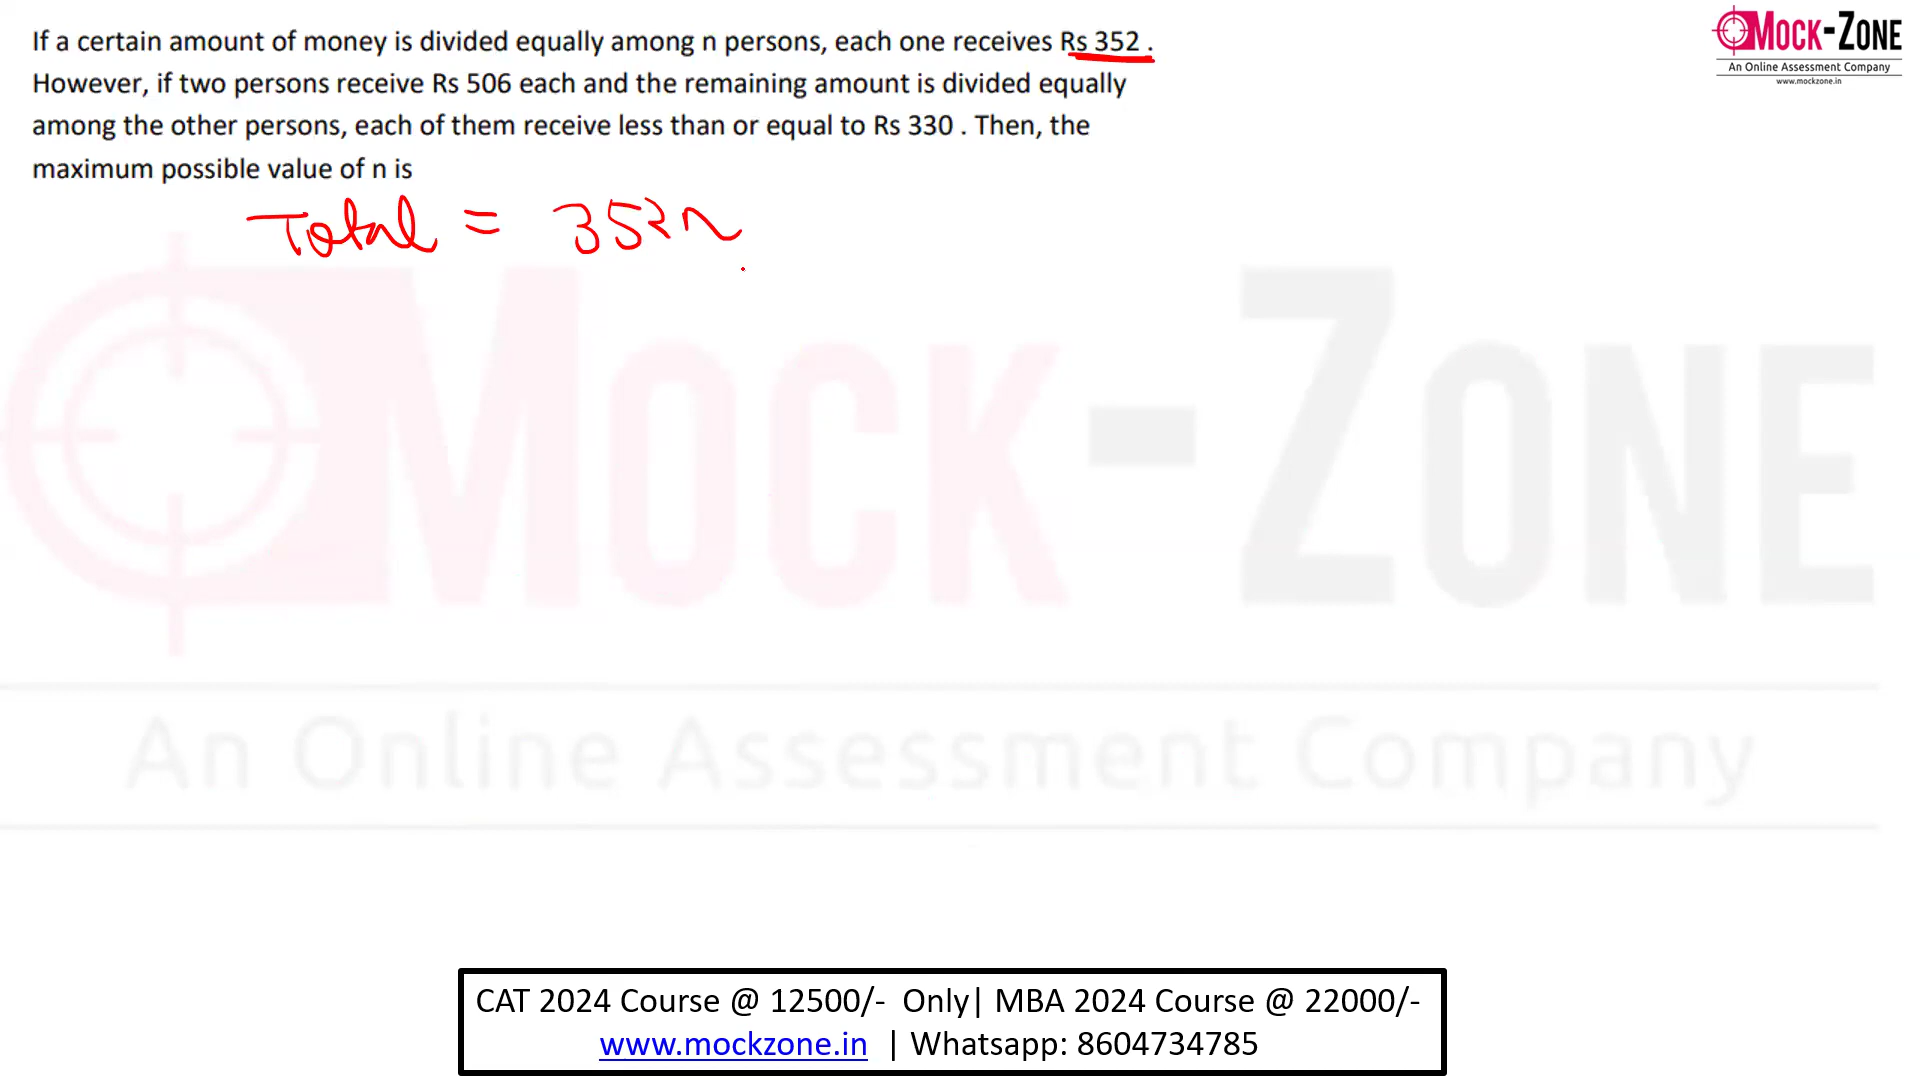 If a certain amount of money is divided equally among n persons, each one receives Rs 352 .
However, if two persons receive Rs 506 each and the remaining amount is divided equally
among the other persons, each of them receive less than or equal to Rs 330 . Then, the
maximum possible value of n is
Total = 352n
MOCK-ZONE
An Online Assessment Company
www.mockzone.in
MOCK-ZONE
An Online Assessment Company
CAT 2024 Course @ 12500/- Only| MBA 2024 Course @ 22000/-
www.mockzone.in | Whatsapp: 8604734785